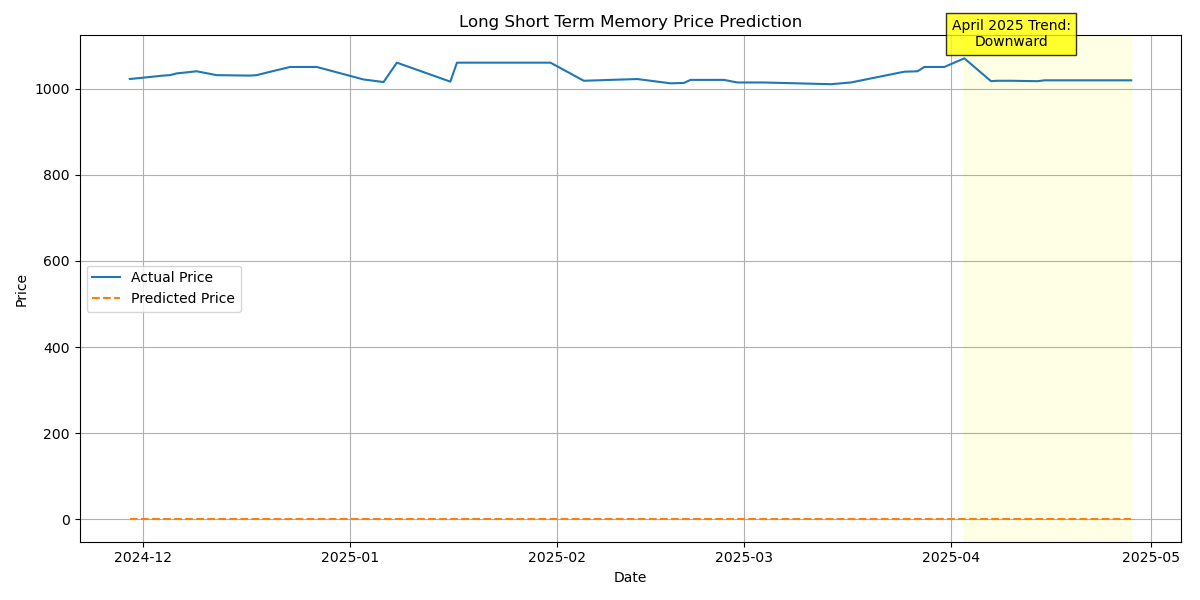 Long Short Term Memory Price Prediction
April 2025 Trend:
Downward
Price
1000
800
600
400
200
0
Actual Price
Predicted Price
2024-12
2025-01
2025-02
2025-03
2025-04
2025-05
Date